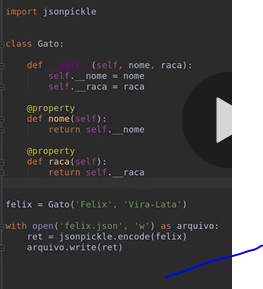 import jsonpickle
class Gato:
def __init__(self, nome, raca):
self.__nome = nome
self.__raca = raca
@property
def nome(self):
return self.__nome
@property
def raca(self):
return self.__raca
felix = Gato('Felix', 'Vira-Lata')
with open('felix.json', 'w') as arquivo:
ret = jsonpickle.encode(felix)
arquivo.write(ret)